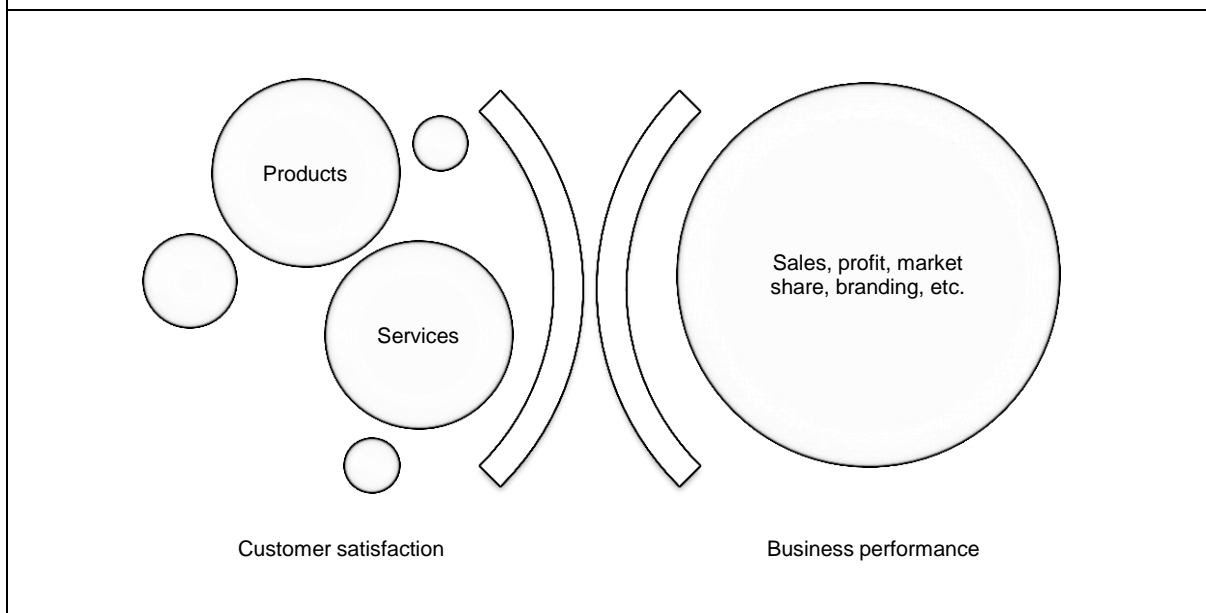 Products
Services
Sales, profit, market
share, branding, etc.
Customer satisfaction
Business performance